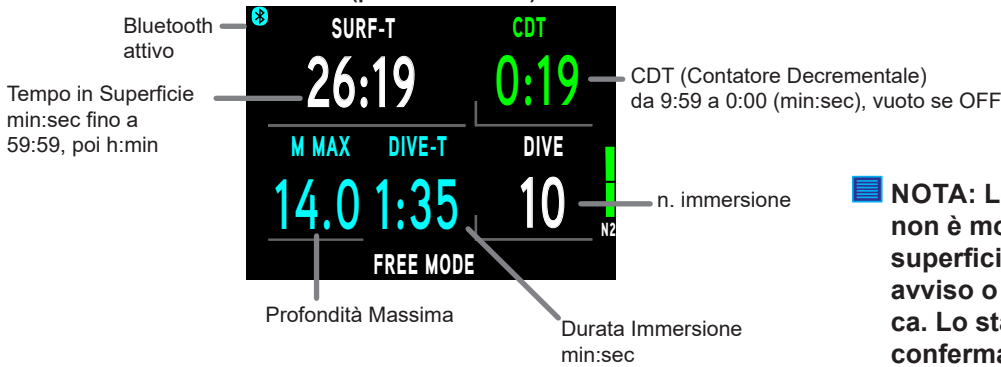 Bluetooth
attivo
SURF-T
CDT
26:19
0:19
CDT (Contatore Decrementale)
da 9:59 a 0:00 (min:sec), vuoto se OFF
Tempo in Superficie
min:sec fino a
59:59, poi h:min
M MAX
DIVE-T
DIVE
14.0
1:35
10
N2
n. immersione
FREE MODE
Profondità Massima
Durata Immersione
min:sec
NOTA: L
non è mo
superfici
avviso o
ca. Lo sta
conferma